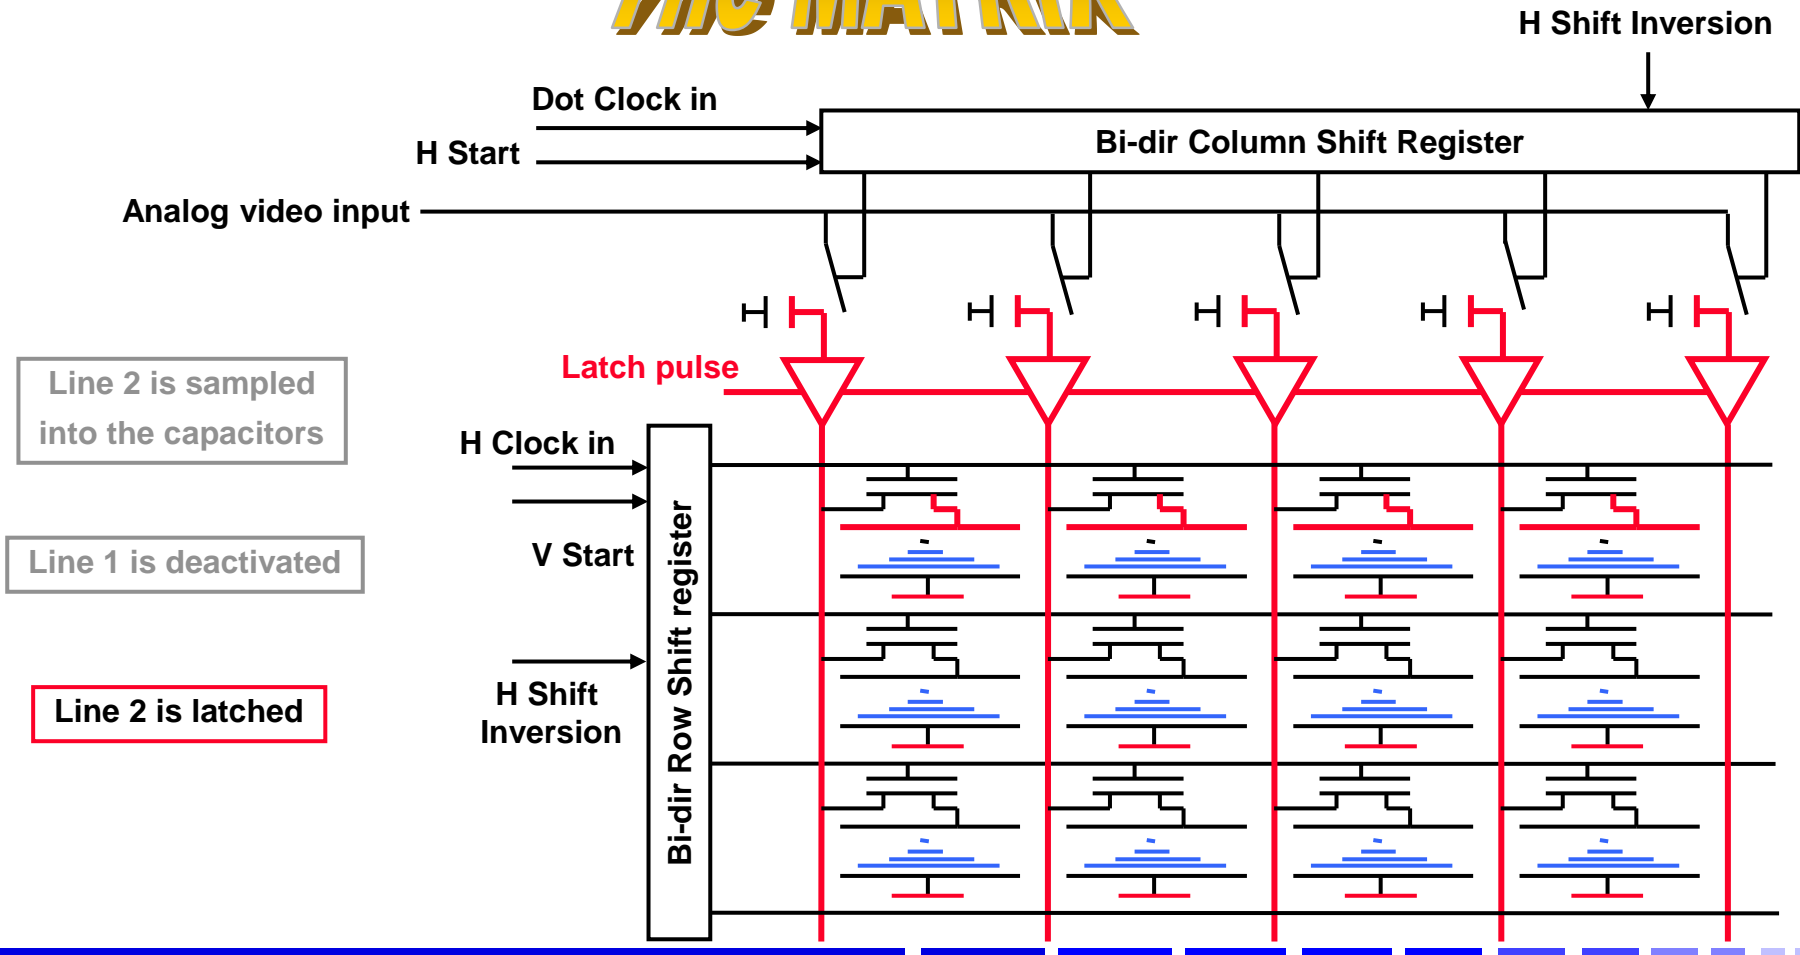 The MATRIX
H Shift Inversion
Dot Clock in
Bi-dir Column Shift Register
H Start
Analog video input
Latch pulse
Line 2 is sampled
into the capacitors
H Clock in
V Start
Line 1 is deactivated
Bi-dir Row Shift register
H Shift
Inversion
Line 2 is latched